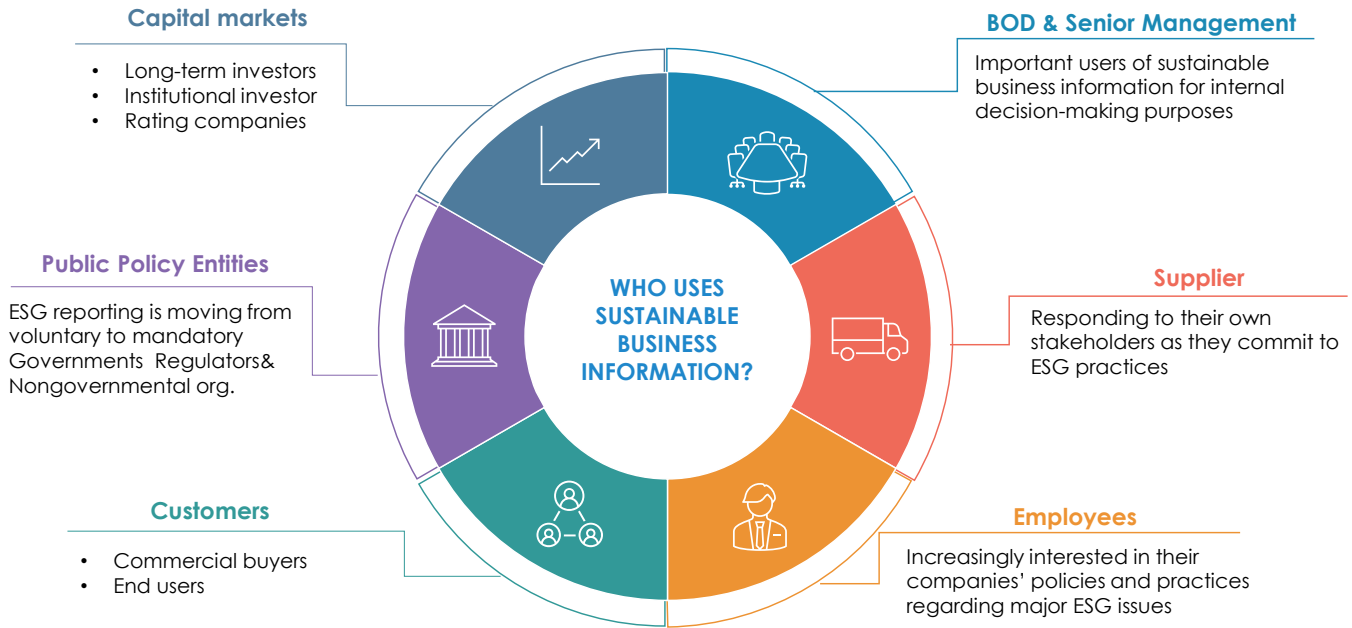 Capital markets
• Long-term investors
• Institutional investor
• Rating companies
BOD & Senior Management
Important users of sustainable
business information for internal
decision-making purposes
Public Policy Entities
ESG reporting is moving from
voluntary to mandatory
Governments  Regulators&
Nongovernmental org.
WHO USES
SUSTAINABLE
BUSINESS
INFORMATION?
Supplier
Responding to their own
stakeholders as they commit to
ESG practices
Customers
• Commercial buyers
• End users
Employees
Increasingly interested in their
companies’ policies and practices
regarding major ESG issues